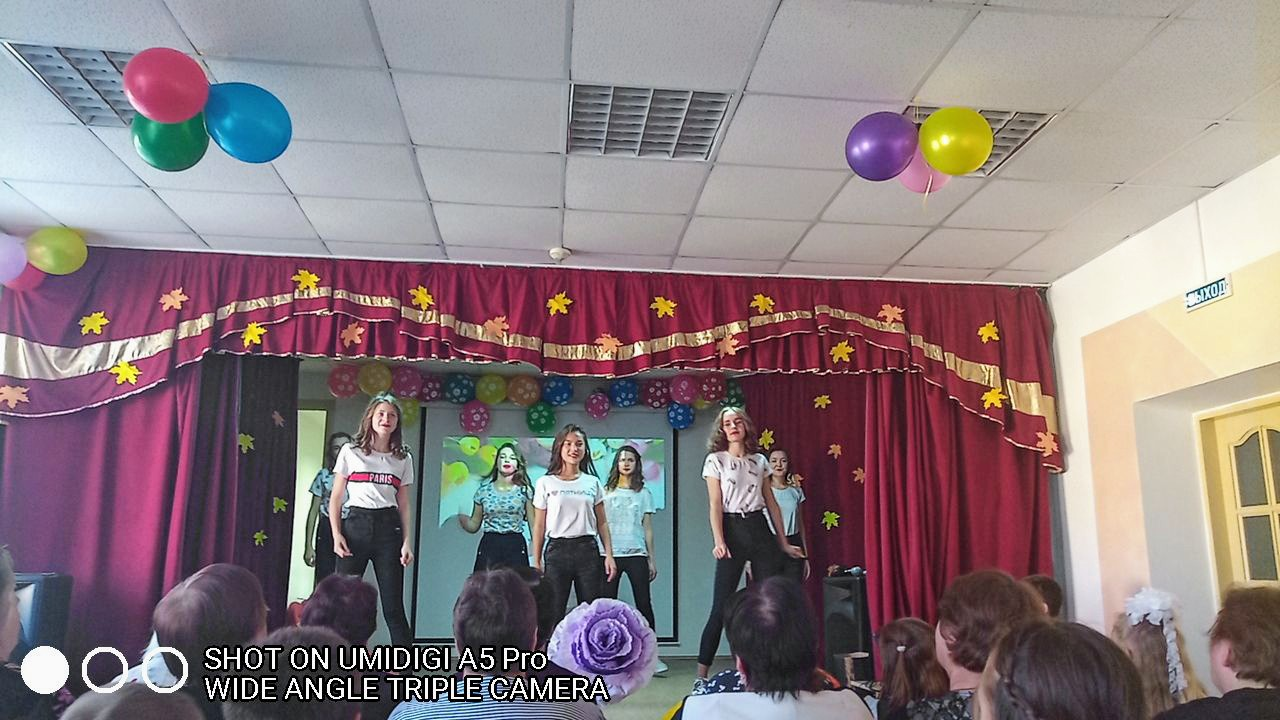 ВЫХОД
PARIS
SHOT ON UMIDIGI A5 Pro
WIDE ANGLE TRIPLE CAMERA